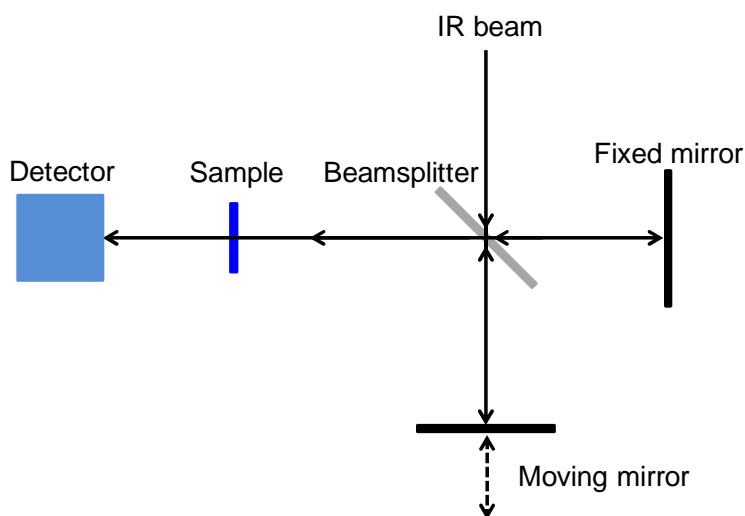 IR beam
Fixed mirror
Detector
Sample
Beamsplitter
Moving mirror